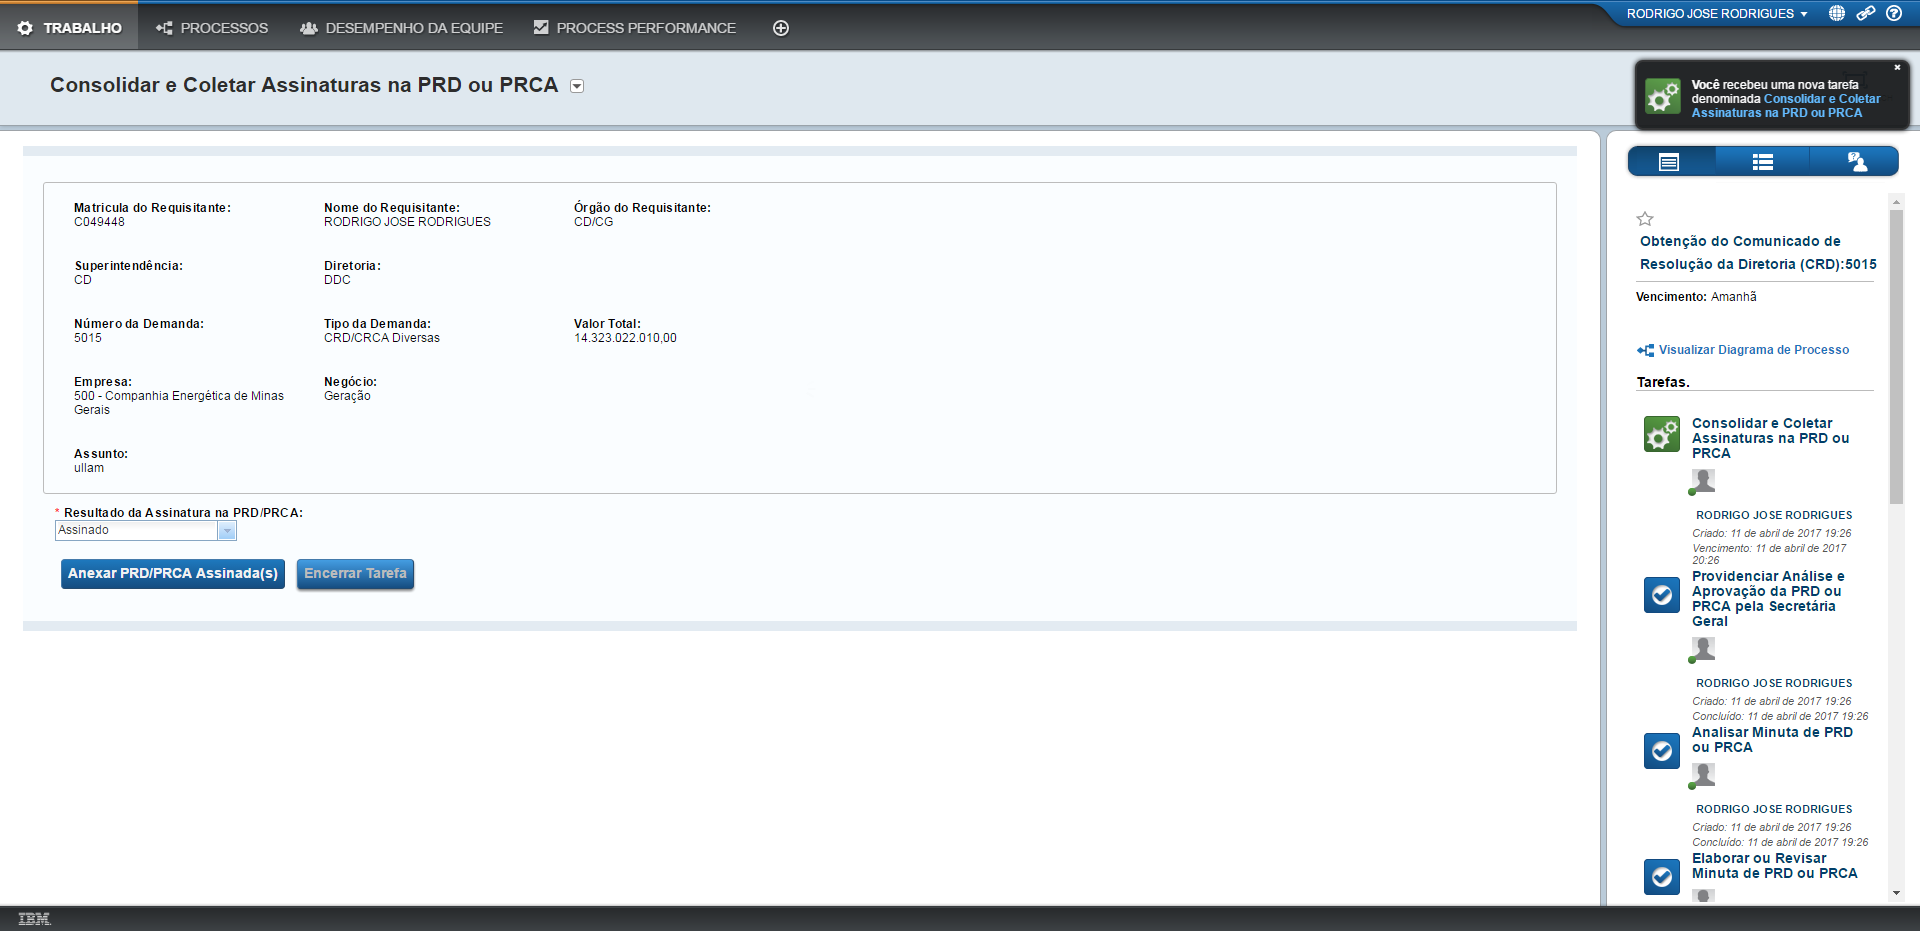 TRABALHO
PROCESSOS
DESEMPENHO DA EQUIPE
PROCESS PERFORMANCE
RODRIGO JOSE RODRIGUES
Consolidar e Coletar Assinaturas na PRD ou PRCA
Você recebeu uma nova tarefa
denominada Consolidar e Coletar
Assinaturas na PRD ou PRCA
Matricula do Requisitante:
C049448
Nome do Requisitante:
RODRIGO JOSE RODRIGUES
Órgão do Requisitante:
CD/CG
Superintendência:
CD
Diretoria:
DDC
Número da Demanda:
5015
Tipo da Demanda:
CRD/CRCA Diversas
Valor Total:
14.323.022.010,00
Empresa:
500 - Companhia Energética de Minas
Gerais
Negócio:
Geração
Assunto:
ullam
* Resultado da Assinatura na PRD/PRCA:
Assinado
Anexar PRD/PRCA Assinada(s)
Encerrar Tarefa
Obtenção do Comunicado de
Resolução da Diretoria (CRD):5015
Vencimento: Amanhã
Visualizar Diagrama de Processo
Tarefas.
Consolidar e Coletar
Assinaturas na PRD ou
PRCA
RODRIGO JOSE RODRIGUES
Criado: 11 de abril de 2017 19:26
Vencimento: 11 de abril de 2017
20:26
Providenciar Análise e
Aprovação da PRD ou
PRCA pela Secretária
Geral
RODRIGO JOSE RODRIGUES
Criado: 11 de abril de 2017 19:26
Concluído: 11 de abril de 2017 19:26
Analisar Minuta de PRD
ou PRCA
RODRIGO JOSE RODRIGUES
Criado: 11 de abril de 2017 19:26
Concluído: 11 de abril de 2017 19:26
Elaborar ou Revisar
Minuta de PRD ou PRCA
IBM